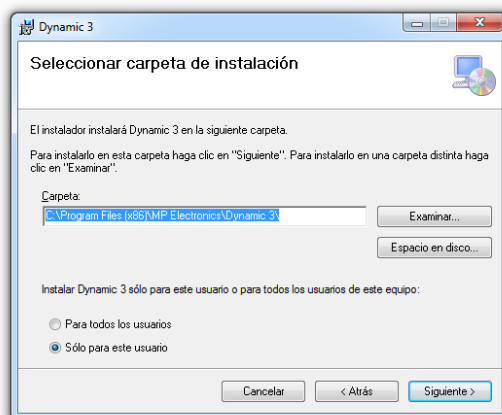 Dynamic 3
Seleccionar carpeta de instalación
El instalador instalará Dynamic 3 en la siguiente carpeta.
Para instalarlo en esta carpeta haga clic en "Siguiente". Para instalarlo en una carpeta distinta haga
clic en "Examinar".
Carpeta:
C:\Program Files (x86)\MP Electronics\Dynamic 3\
Examinar...
Espacio en disco...
Instalar Dynamic 3 sólo para este usuario o para todos los usuarios de este equipo:
Para todos los usuarios
Sólo para este usuario
Cancelar
< Atrás
Siguiente >